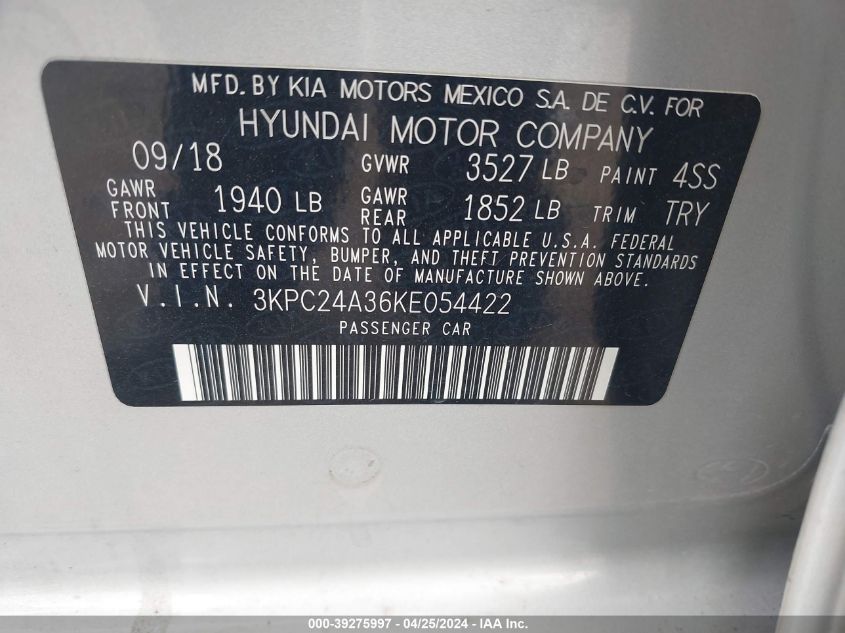 MFD. BY KIA MOTORS MEXICO S.A. DE C.V. FOR
HYUNDAI MOTOR COMPANY
09/18 GVWR 3527 LB PAINT 4SS
GAWR FRONT 1940 LB GAWR REAR 1852 LB TRIM TRY
THIS VEHICLE CONFORMS TO ALL APPLICABLE U.S.A. FEDERAL
MOTOR VEHICLE SAFETY, BUMPER, AND THEFT PREVENTION STANDARDS
IN EFFECT ON THE DATE OF MANUFACTURE SHOWN ABOVE.
V.I.N. 3KPC24A36KE054422
PASSENGER CAR
000-39275997 - 04/25/2024 - IAA Inc.